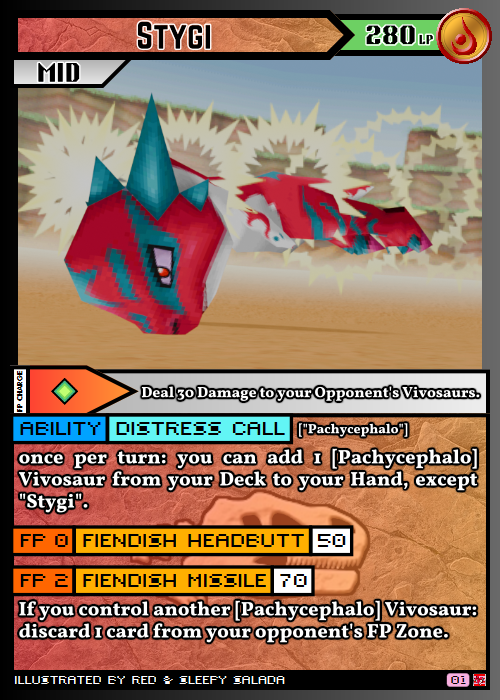 STYGI
280 LP
MID
FP CHARGE
Deal 30 Damage to your Opponent's Vivosaurs.
ABILITY DISTRESS CALL ["Pachycephalo"]
once per turn: you can add 1 [Pachycephalo]
Vivosaur from your Deck to your Hand, except
"Stygi".
FP 0 FIENDISH HEADBUTT 50
FP 2 FIENDISH MISSILE 70
If you control another [Pachycephalo] Vivosaur:
discard 1 card from your opponent's FP Zone.
ILLUSTRATED BY RED & SLEEPY SALADA
01